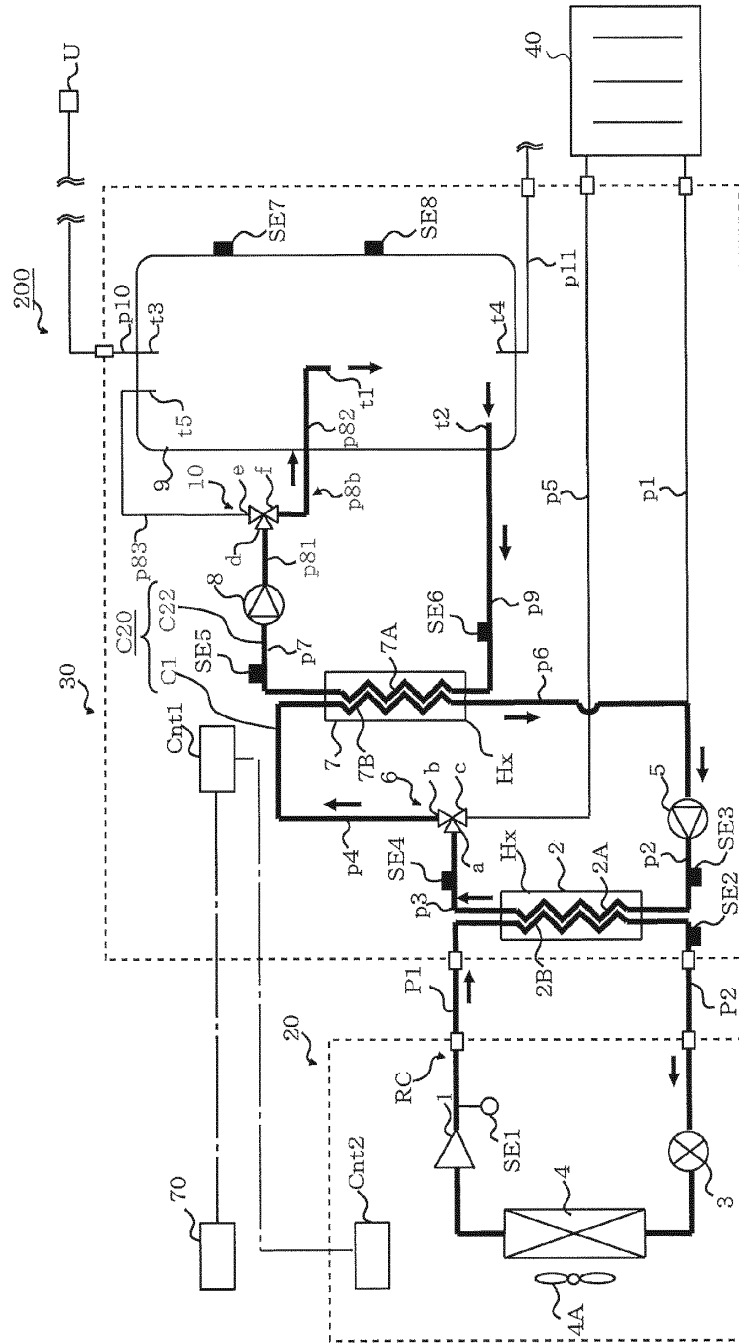 200
30
20
70
Cnt1
Cnt2
C20
C1
C22
SE5
p7
8
p81
d
10
e
f
p83
9
p8b
p82
t1
t5
p10
t3
U
SE7
SE8
t4
p11
t2
p9
SE6
7A
7
7B
Hx
p6
p4
6
b
c
a
SE4
p3
Hx
2
2A
2B
5
p2
SE3
SE2
p5
p1
40
P1
P2
RC
1
SE1
4
4A
3